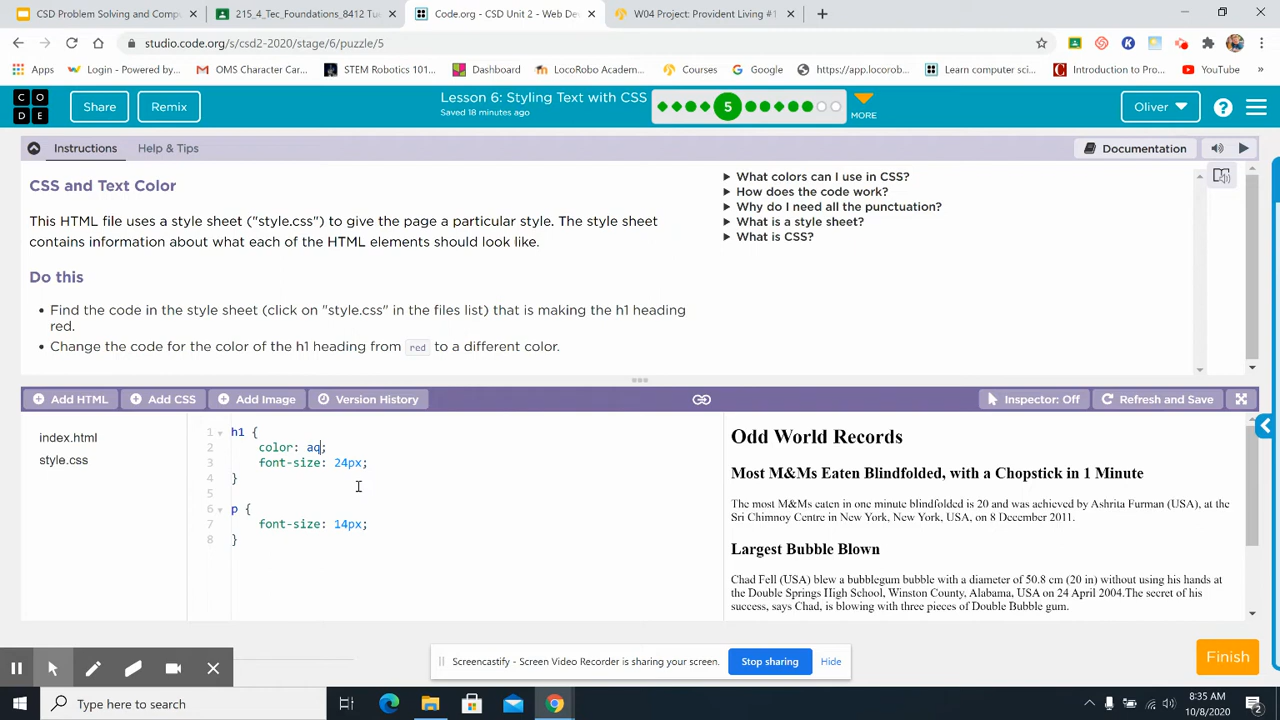 CSD Problem Solving and Comp
215_4_Tec_Foundations_8412 Tue
Code.org - CSD Unit 2 - Web De
W04 Project: Provident Living #1
studio.code.org/s/csd2-2020/stage/6/puzzle/5
Apps
Login - Powered by...
OMS Character Car...
STEM Robotics 101...
Dashboard
LocoRobo Academ...
Courses
Google
https://app.locorob...
Learn computer sci...
Introduction to Pro...
YouTube
CODE
Share
Remix
Lesson 6: Styling Text with CSS
Saved 18 minutes ago
5
MORE
Oliver
Instructions
Help & Tips
Documentation
CSS and Text Color
This HTML file uses a style sheet ("style.css") to give the page a particular style. The style sheet
contains information about what each of the HTML elements should look like.
Do this
• Find the code in the style sheet (click on "style.css" in the files list) that is making the h1 heading
red.
• Change the code for the color of the h1 heading from red to a different color.
What colors can I use in CSS?
How does the code work?
Why do I need all the punctuation?
What is a style sheet?
What is CSS?
Add HTML
Add CSS
Add Image
Version History
Inspector: Off
Refresh and Save
index.html
style.css
1 h1 {
2 color: aq;
3 font-size: 24px;
4 }
5
6 p {
7 font-size: 14px;
8 }
Odd World Records
Most M&Ms Eaten Blindfolded, with a Chopstick in 1 Minute
The most M&Ms eaten in one minute blindfolded is 20 and was achieved by Ashrita Furman (USA), at the
Sri Chimnoy Centre in New York, New York, USA, on 8 December 2011.
Largest Bubble Blown
Chad Fell (USA) blew a bubblegum bubble with a diameter of 50.8 cm (20 in) without using his hands at
the Double Springs High School, Winston County, Alabama, USA on 24 April 2004.The secret of his
success, says Chad, is blowing with three pieces of Double Bubble gum.
Screencastify - Screen Video Recorder is sharing your screen.
Stop sharing
Hide
Finish
Type here to search
8:35 AM
10/8/2020
2